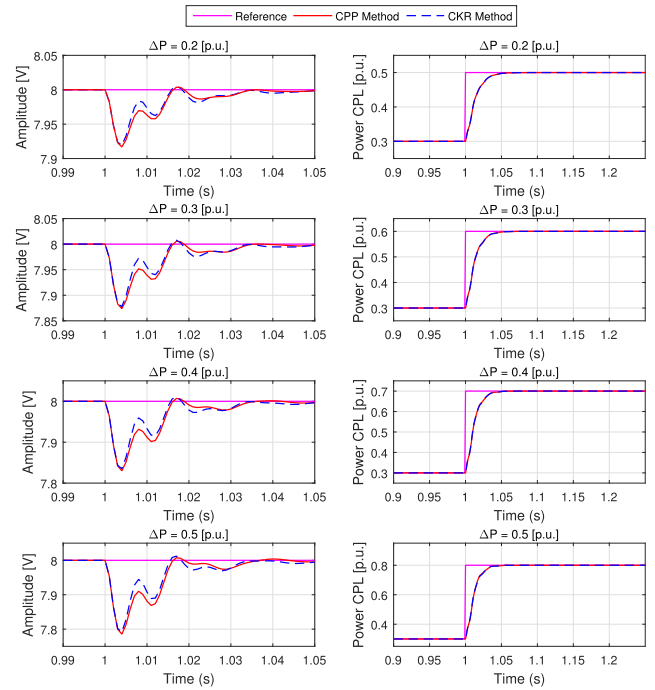 Reference CPP Method CKR Method
ΔP = 0.2 [p.u.]
Amplitude [V]
8.05
8
7.95
7.9
0.99 1 1.01 1.02 1.03 1.04 1.05
Time (s)
ΔP = 0.2 [p.u.]
Power CPL [p.u.]
0.5
0.4
0.3
0.9 0.95 1 1.05 1.1 1.15 1.2
Time (s)
ΔP = 0.3 [p.u.]
Amplitude [V]
8.05
8
7.95
7.9
7.85
0.99 1 1.01 1.02 1.03 1.04 1.05
Time (s)
ΔP = 0.3 [p.u.]
Power CPL [p.u.]
0.6
0.5
0.4
0.3
0.9 0.95 1 1.05 1.1 1.15 1.2
Time (s)
ΔP = 0.4 [p.u.]
Amplitude [V]
8
7.9
7.8
0.99 1 1.01 1.02 1.03 1.04 1.05
Time (s)
ΔP = 0.4 [p.u.]
Power CPL [p.u.]
0.7
0.6
0.5
0.4
0.3
0.9 0.95 1 1.05 1.1 1.15 1.2
Time (s)
ΔP = 0.5 [p.u.]
Amplitude [V]
8
7.9
7.8
0.99 1 1.01 1.02 1.03 1.04 1.05
Time (s)
ΔP = 0.5 [p.u.]
Power CPL [p.u.]
0.8
0.6
0.4
0.9 0.95 1 1.05 1.1 1.15 1.2
Time (s)